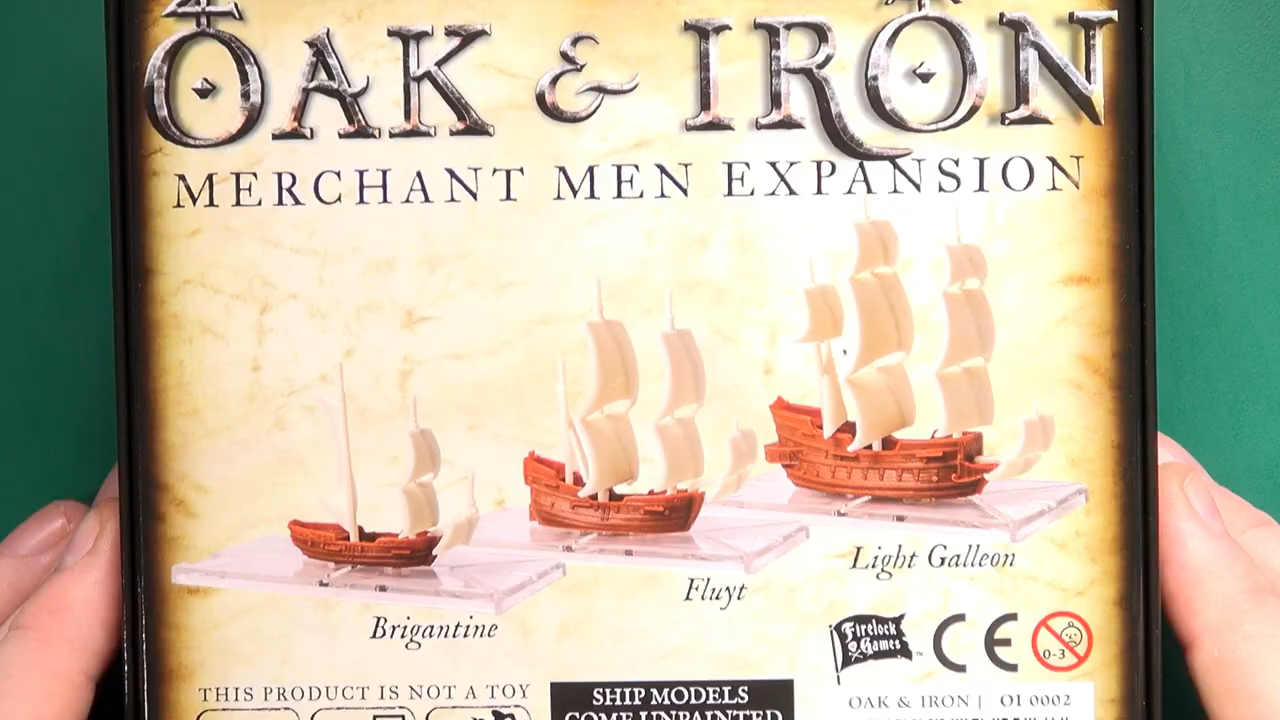 OAK & IRON
MERCHANT MEN EXPANSION
Light Galleon
Fluyt
Brigantine
Firelock
Games
TM
CE
0-3
THIS PRODUCT IS NOT A TOY
SHIP MODELS
COME UNPAINTED
OAK & IRON | OI 0002